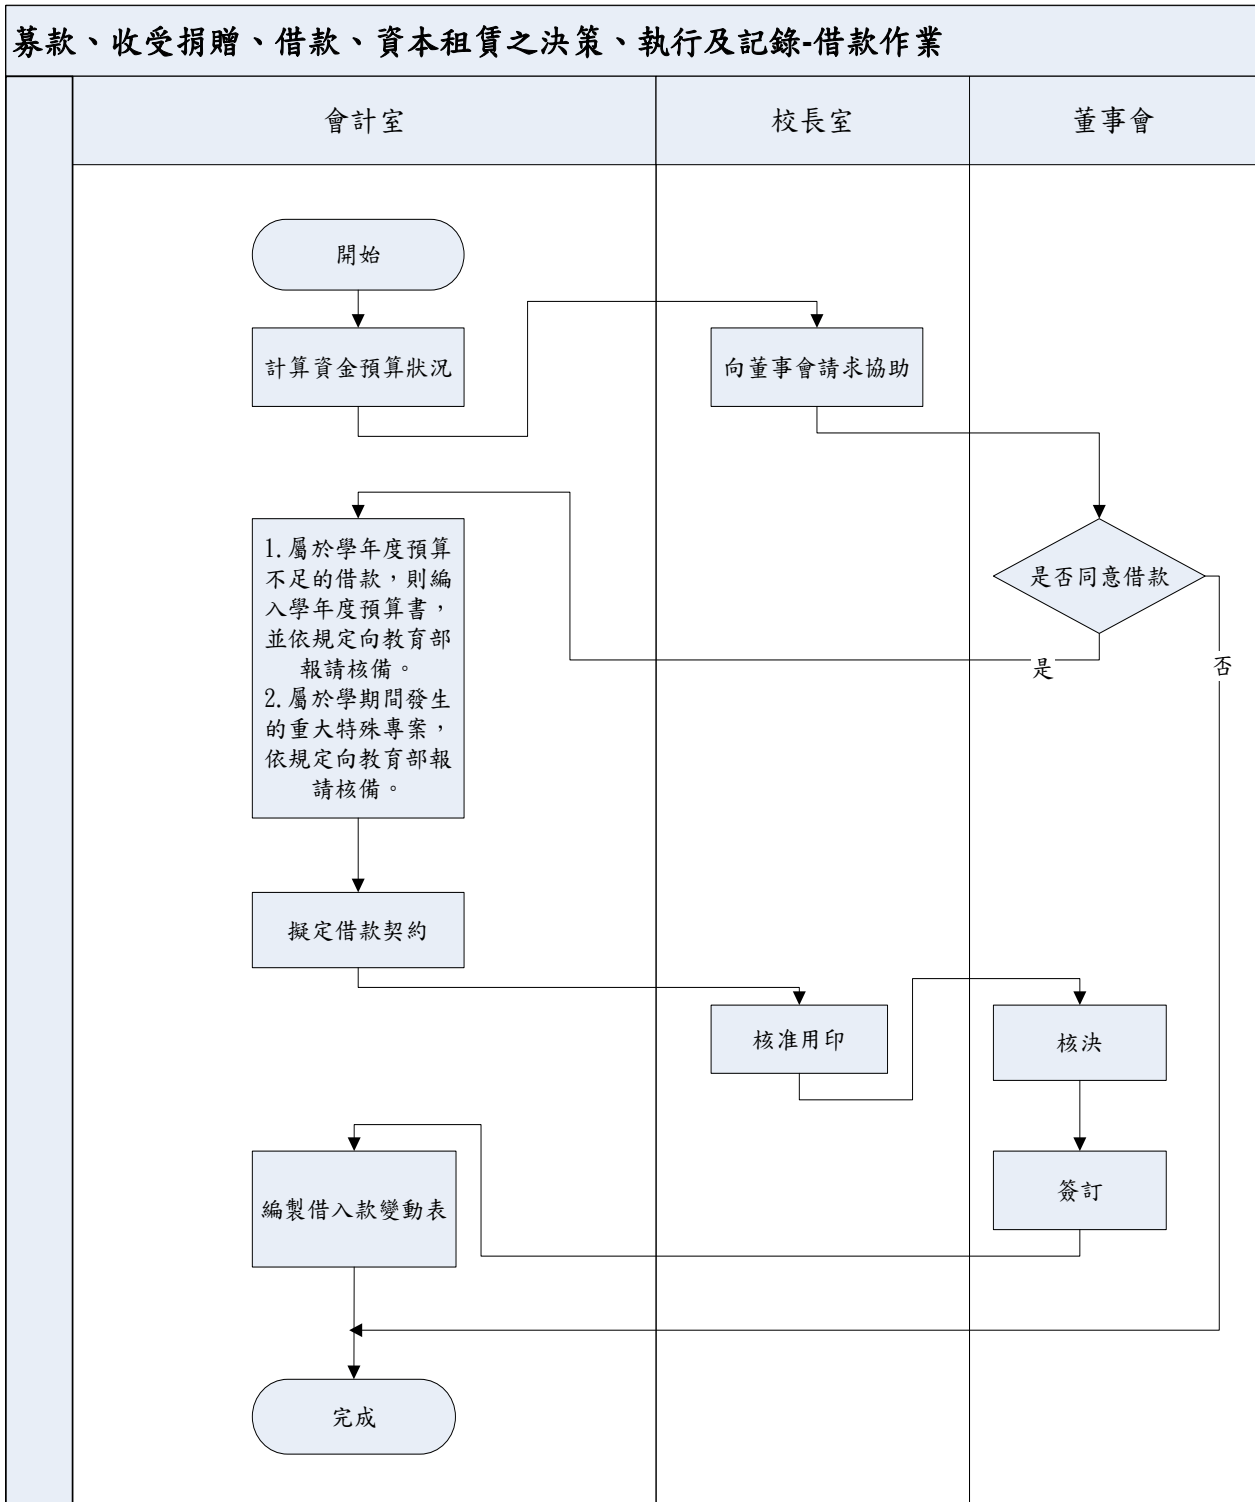 募款、收受捐贈、借款、資本租賃之決策、執行及記錄-借款作業
會計室
校長室
董事會
開始
計算資金預算狀況
向董事會請求協助
是否同意借款
是
否
1.屬於學年度預算
不足的借款，則編
入學年度預算書，
並依規定向教育部
報請核備。
2.屬於學期間發生
的重大特殊專案，
依規定向教育部報
請核備。
擬定借款契約
核准用印
核決
簽訂
編製借入款變動表
完成